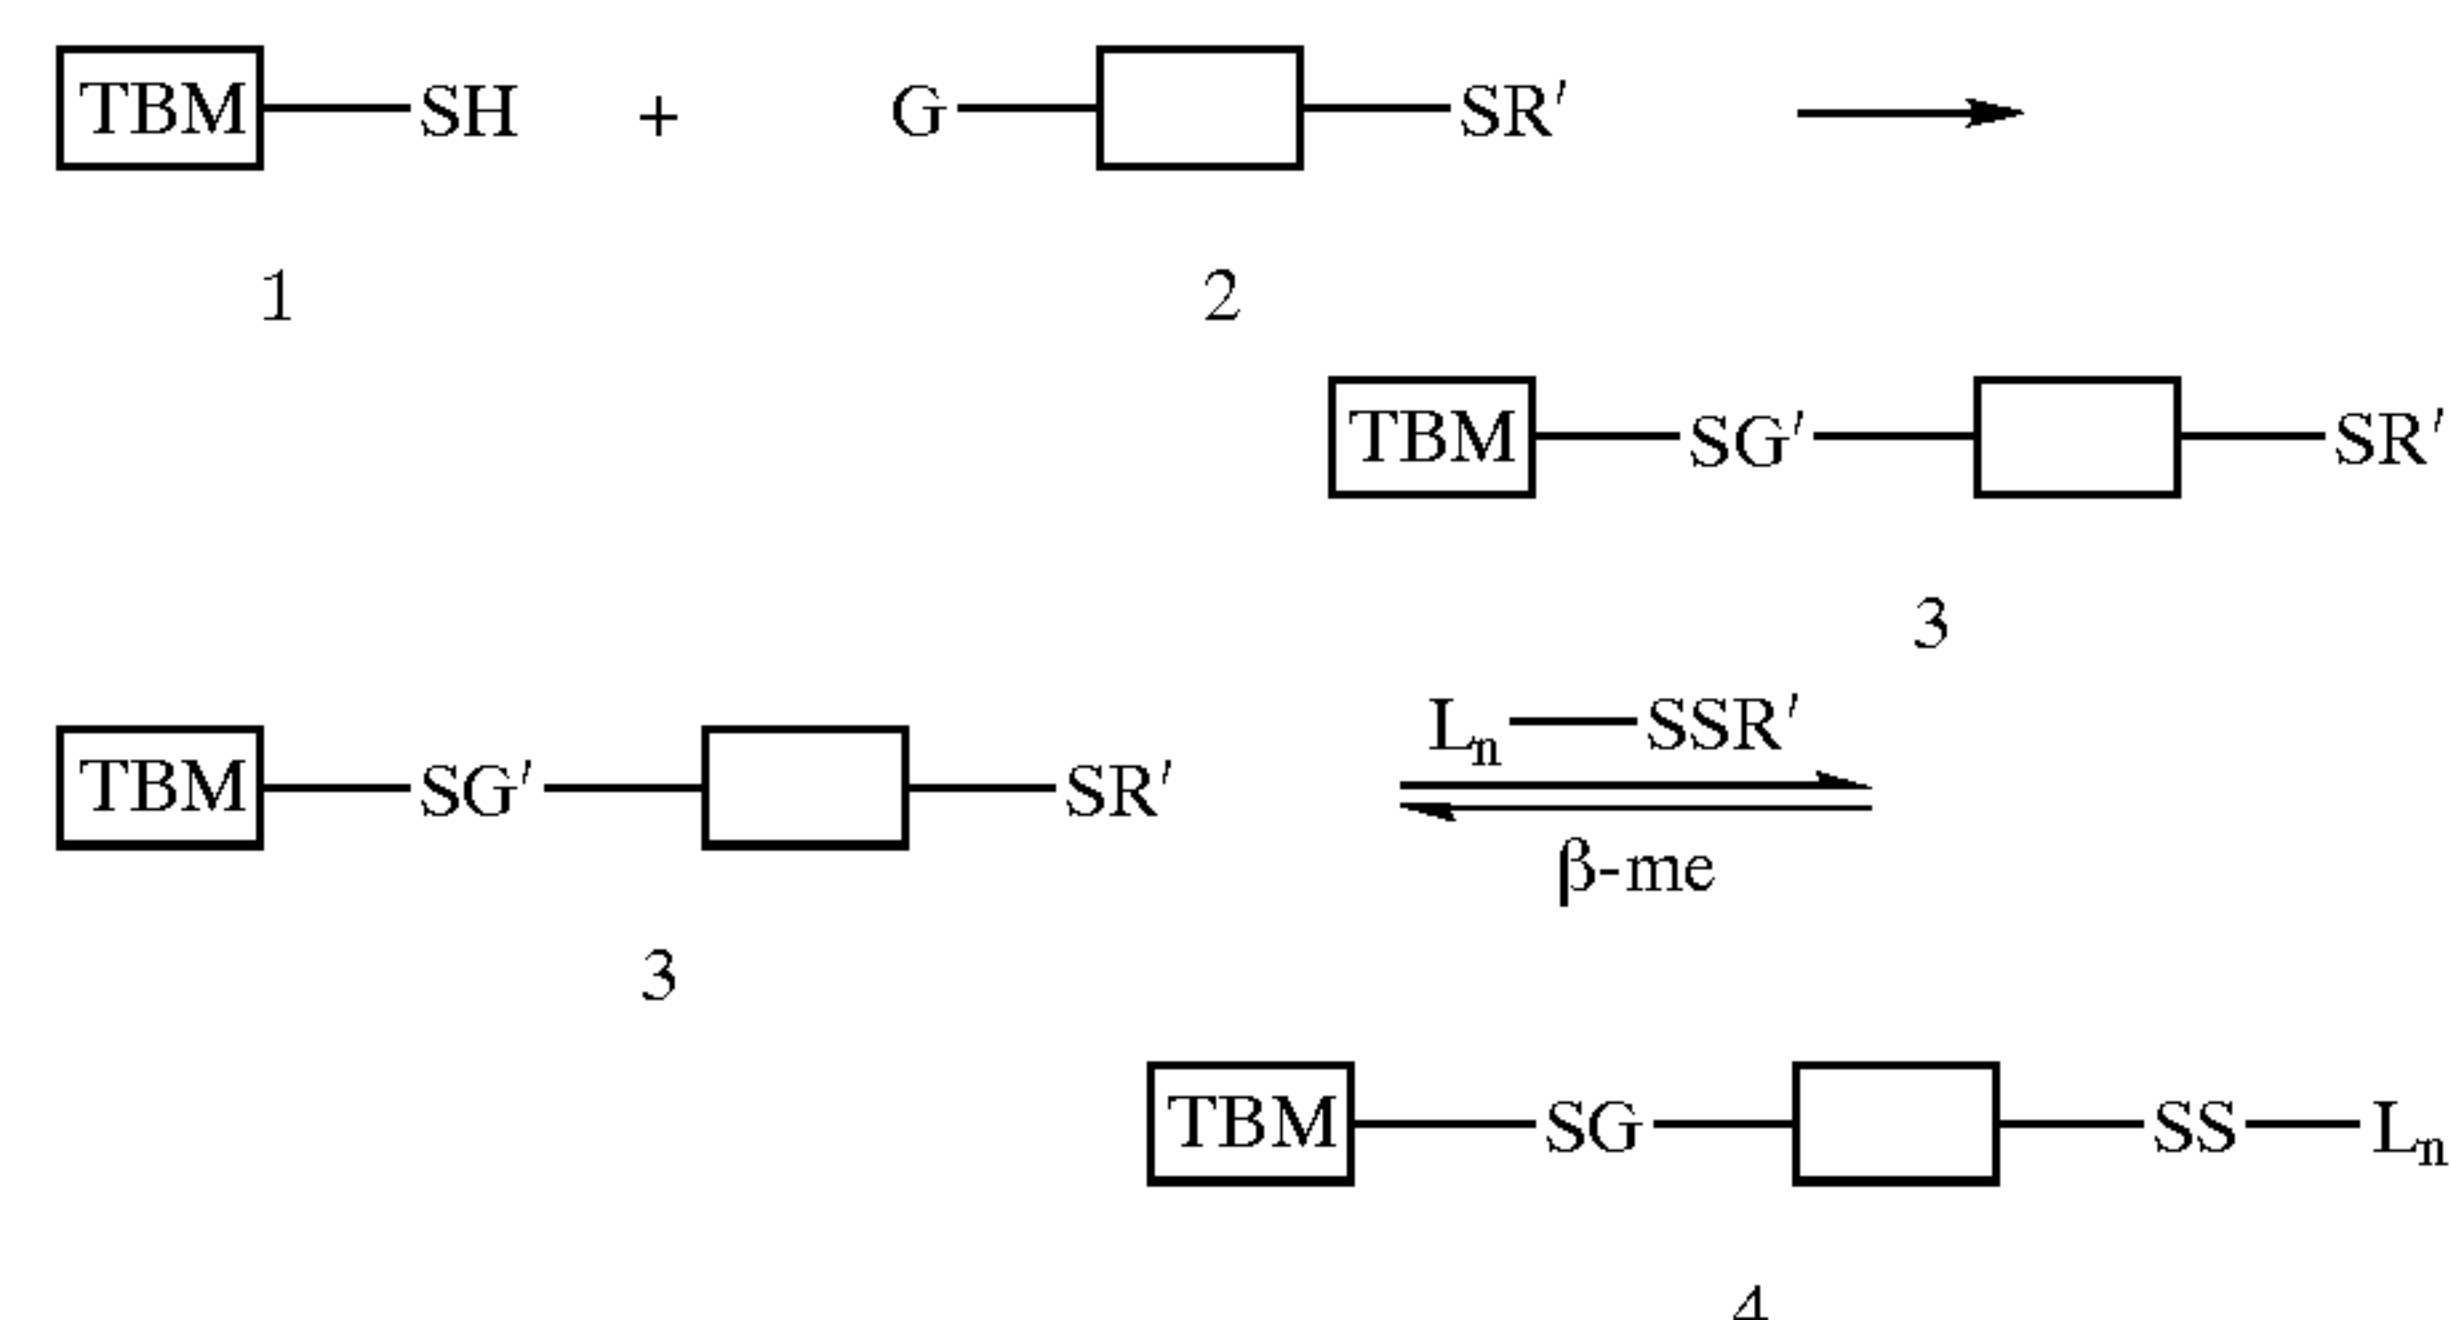 TBM SH + G SR′
1 2
TBM SG′ SR′
3
Lₙ SSR′
TBM SG′ SR′
β-me
3
TBM SG SS Lₙ
4